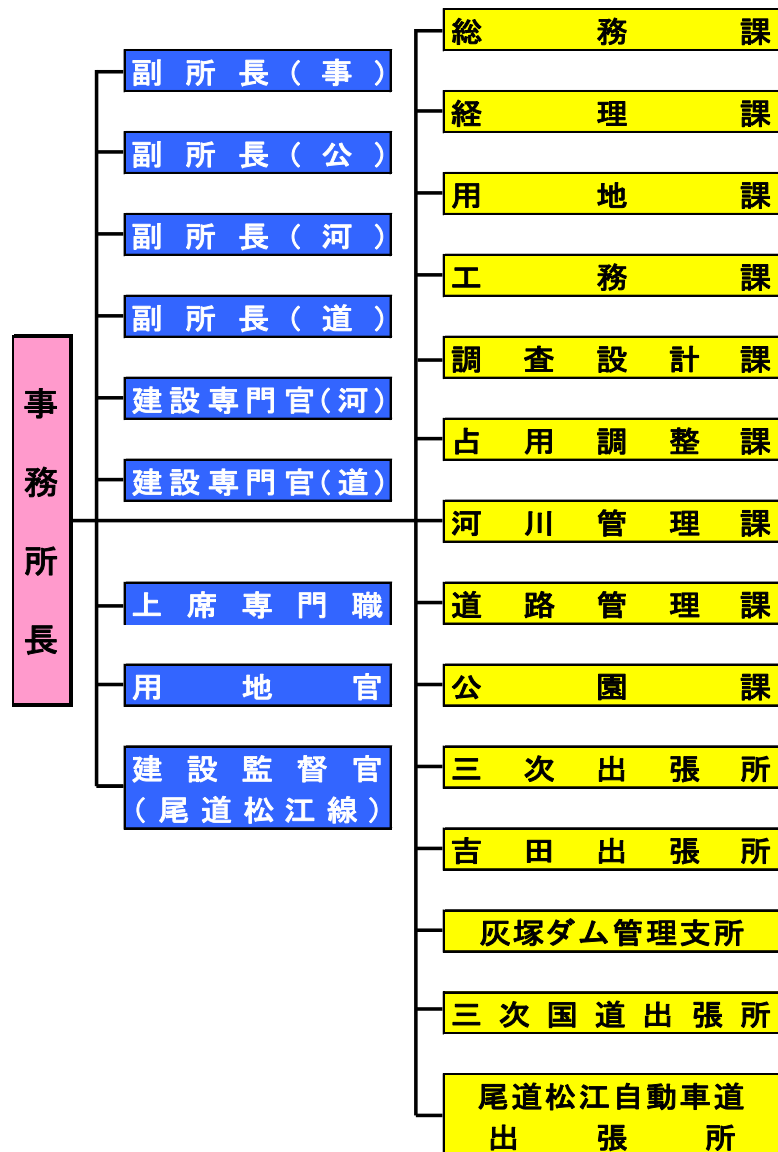 事務所長
副所長(事)
副所長(公)
副所長(河)
副所長(道)
建設専門官(河)
建設専門官(道)
上席専門職
用地官
建設監督官
(尾道松江線)
総務課
経理課
用地課
工務課
調査設計課
占用調整課
河川管理課
道路管理課
公園課
三次出張所
吉田出張所
灰塚ダム管理支所
三次国道出張所
尾道松江自動車道
出張所